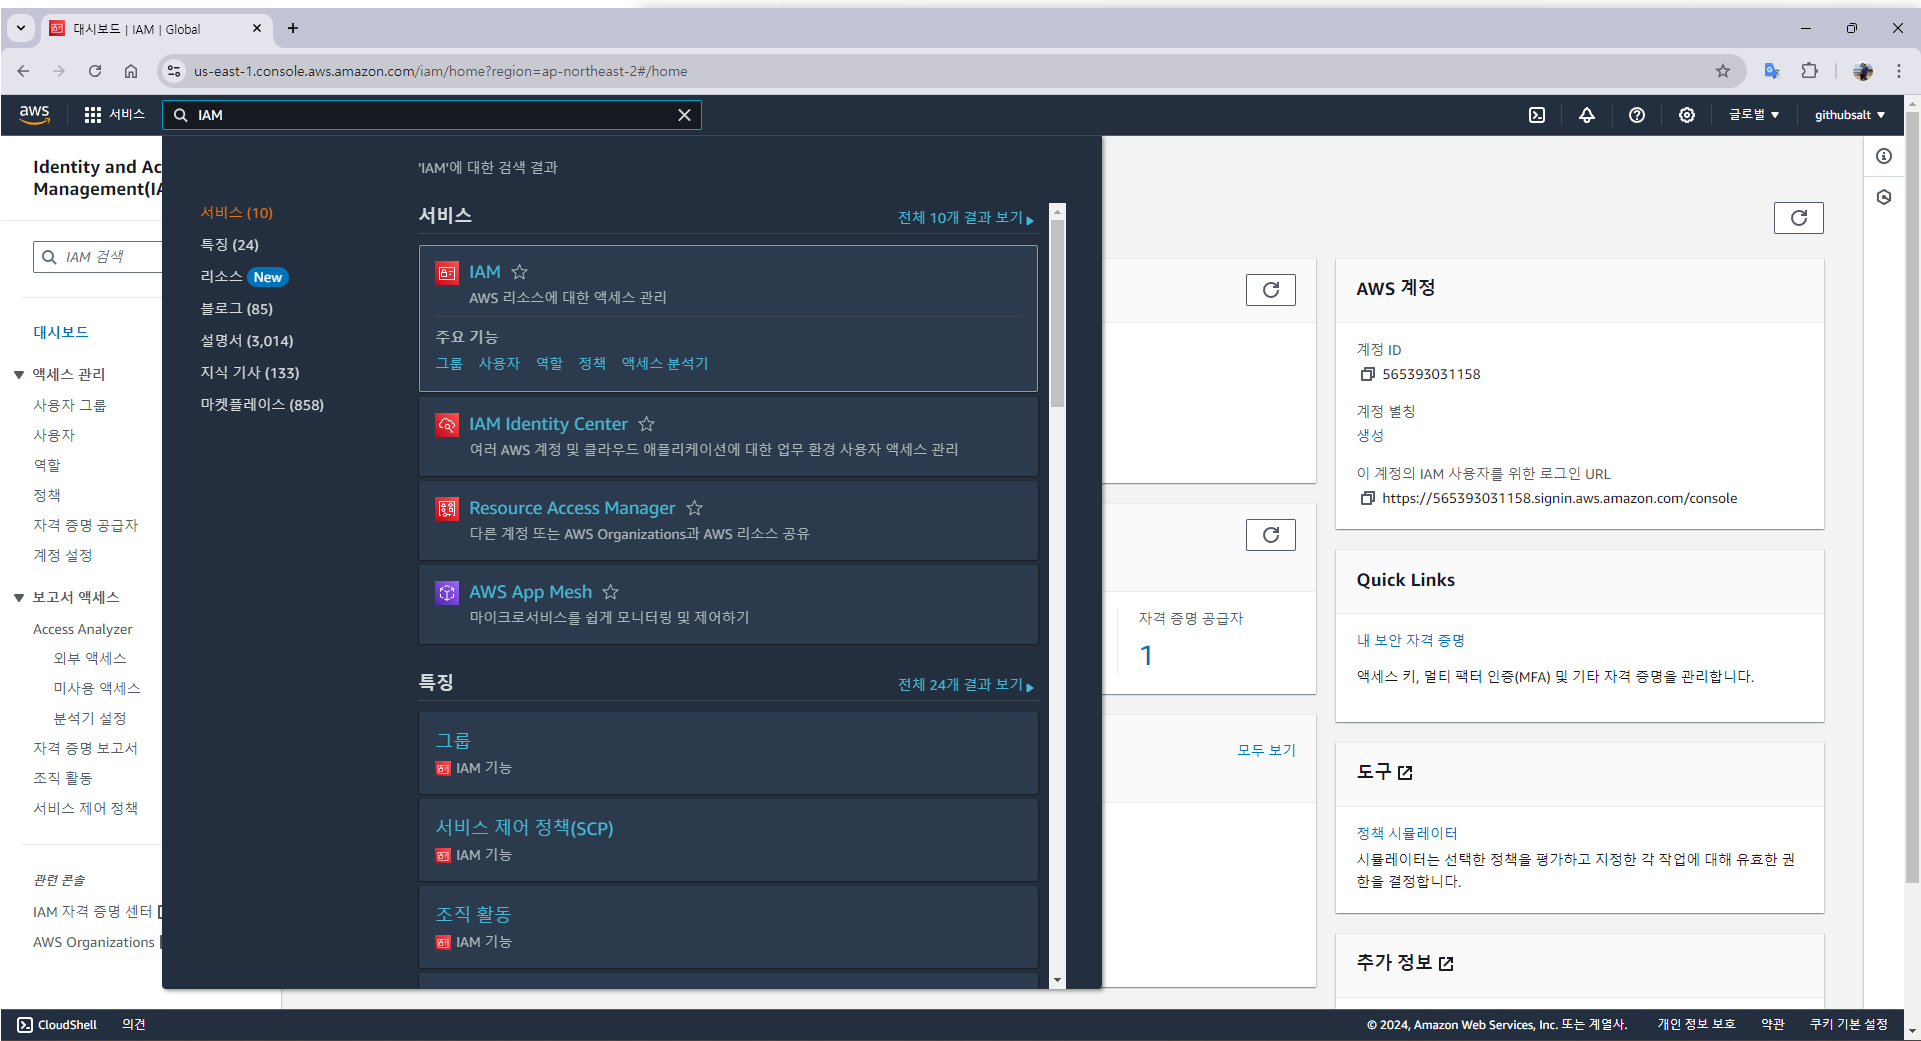 대시보드 | IAM | Global
us-east-1.console.aws.amazon.com/iam/home?region=ap-northeast-2#/home
aws
서비스
IAM
글로벌
githubsalt
Identity and Ac
Management(IA
IAM 검색
대시보드
액세스 관리
사용자 그룹
사용자
역할
정책
자격 증명 공급자
계정 설정
보고서 액세스
Access Analyzer
외부 액세스
미사용 액세스
분석기 설정
자격 증명 보고서
조직 활동
서비스 제어 정책
관련 콘솔
IAM 자격 증명 센터
AWS Organizations
'IAM'에 대한 검색 결과
서비스 (10)
특징 (24)
리소스 New
블로그 (85)
설명서 (3,014)
지식 기사 (133)
마켓플레이스 (858)
서비스
전체 10개 결과 보기
IAM
AWS 리소스에 대한 액세스 관리
주요 기능
그룹 사용자 역할 정책 액세스 분석기
IAM Identity Center
여러 AWS 계정 및 클라우드 애플리케이션에 대한 업무 환경 사용자 액세스 관리
Resource Access Manager
다른 계정 또는 AWS Organizations과 AWS 리소스 공유
AWS App Mesh
마이크로서비스를 쉽게 모니터링 및 제어하기
특징
전체 24개 결과 보기
그룹
IAM 기능
서비스 제어 정책(SCP)
IAM 기능
조직 활동
IAM 기능
자격 증명 공급자
1
모두 보기
AWS 계정
계정 ID
565393031158
계정 별칭
생성
이 계정의 IAM 사용자를 위한 로그인 URL
https://565393031158.signin.aws.amazon.com/console
Quick Links
내 보안 자격 증명
액세스 키, 멀티 팩터 인증(MFA) 및 기타 자격 증명을 관리합니다.
도구
정책 시뮬레이터
시뮬레이터는 선택한 정책을 평가하고 지정한 각 작업에 대해 유효한 권
한을 결정합니다.
추가 정보
CloudShell
의견
© 2024, Amazon Web Services, Inc. 또는 계열사.
개인 정보 보호
약관
쿠키 기본 설정